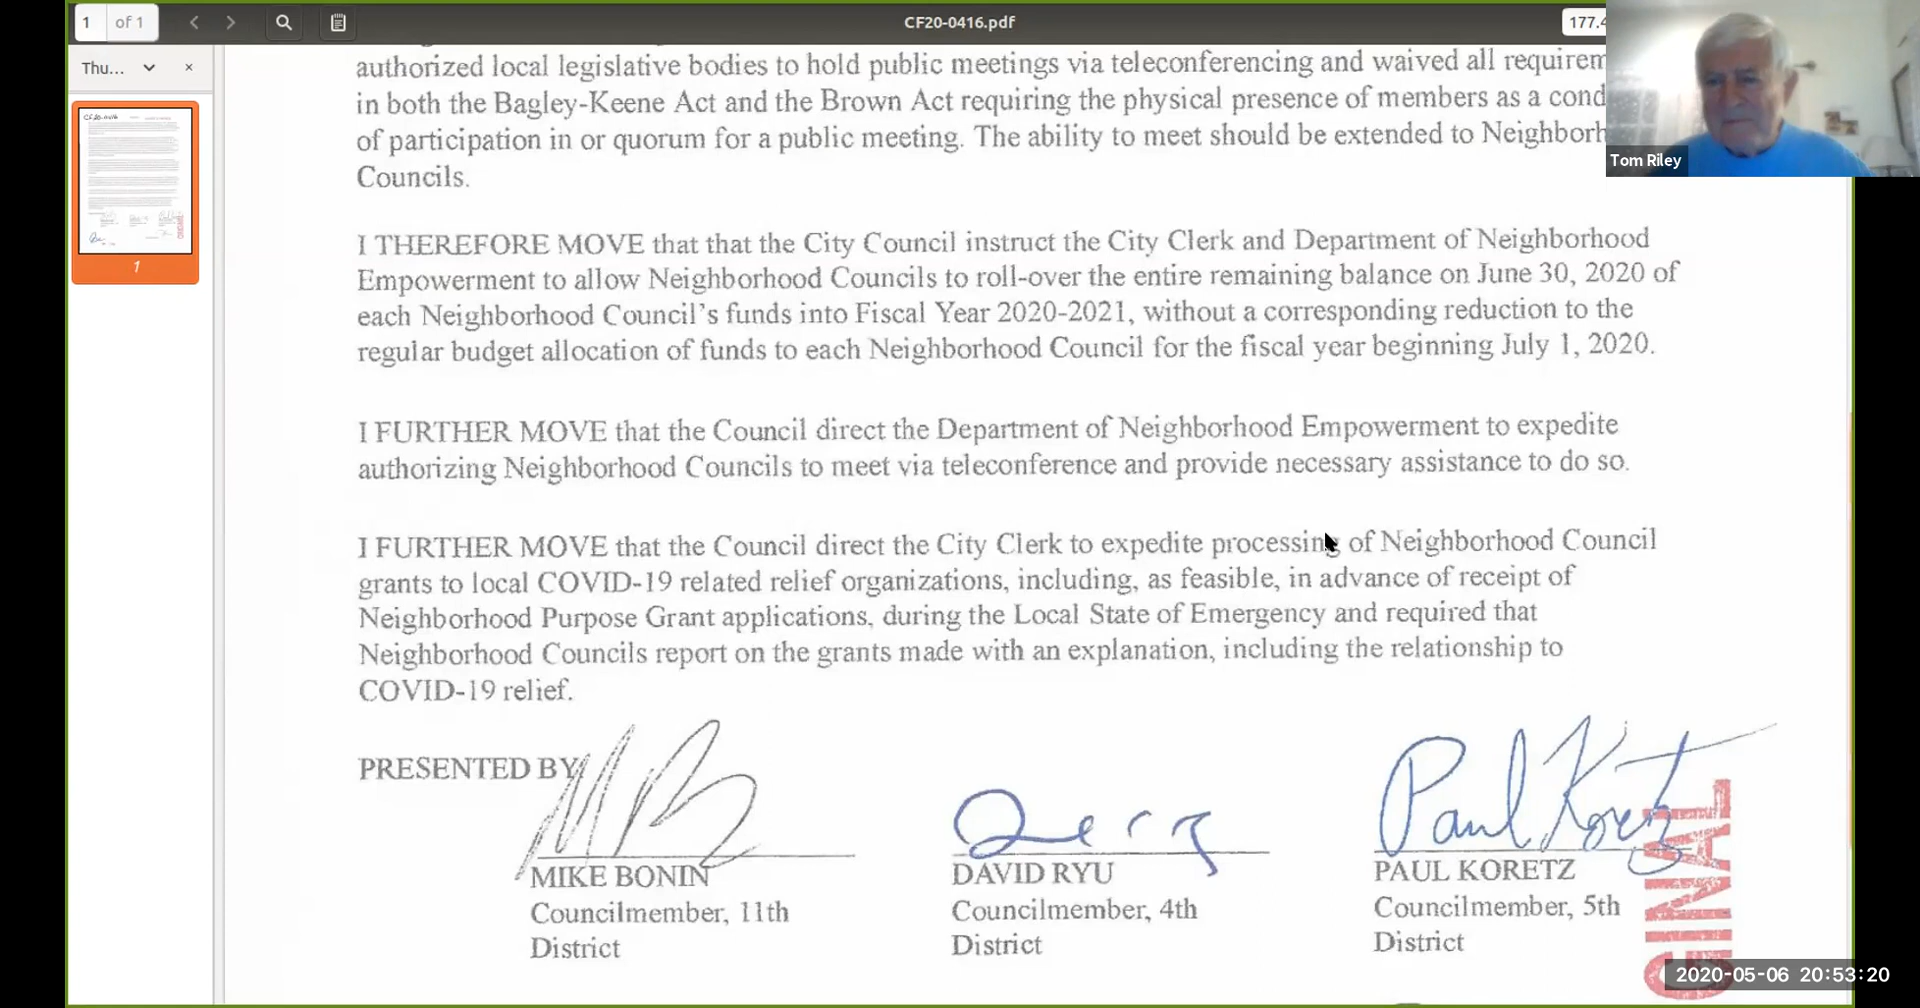 1 of 1
CF20-0416.pdf
177.4
Thu...
×
1
Tom Riley
authorized local legislative bodies to hold public meetings via teleconferencing and waived all requirem
in both the Bagley-Keene Act and the Brown Act requiring the physical presence of members as a cond
of participation in or quorum for a public meeting. The ability to meet should be extended to Neighborh
Councils.
I THEREFORE MOVE that that the City Council instruct the City Clerk and Department of Neighborhood
Empowerment to allow Neighborhood Councils to roll-over the entire remaining balance on June 30, 2020 of
each Neighborhood Council's funds into Fiscal Year 2020-2021, without a corresponding reduction to the
regular budget allocation of funds to each Neighborhood Council for the fiscal year beginning July 1, 2020.
I FURTHER MOVE that the Council direct the Department of Neighborhood Empowerment to expedite
authorizing Neighborhood Councils to meet via teleconference and provide necessary assistance to do so.
I FURTHER MOVE that the Council direct the City Clerk to expedite processing of Neighborhood Council
grants to local COVID-19 related relief organizations, including, as feasible, in advance of receipt of
Neighborhood Purpose Grant applications, during the Local State of Emergency and required that
Neighborhood Councils report on the grants made with an explanation, including the relationship to
COVID-19 relief.
PRESENTED BY
Paul Koretz
MIKE BONIN
Councilmember, 11th
District
DAVID RYU
Councilmember, 4th
District
PAUL KORETZ
Councilmember, 5th
District
GINAL
2020-05-06 20:53:20